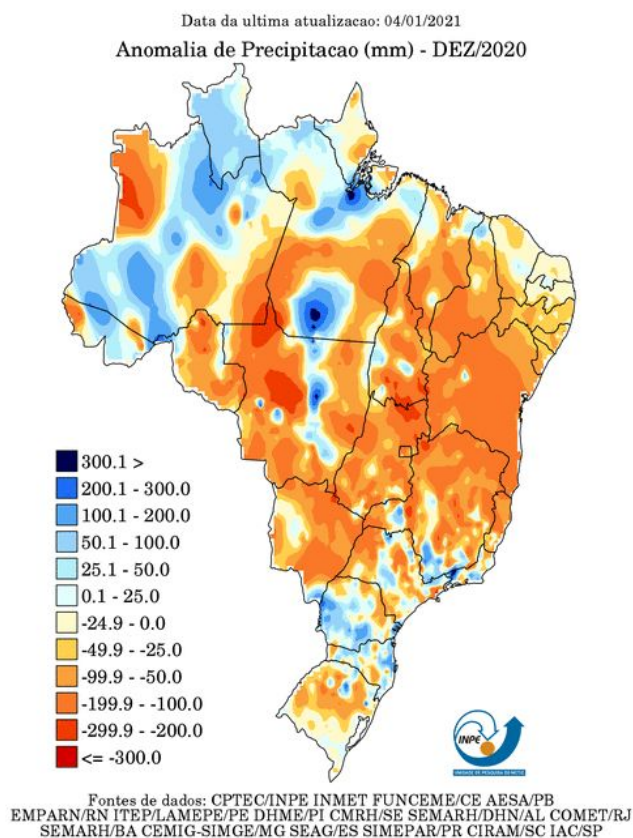 Data da ultima atualizacao: 04/01/2021
Anomalia de Precipitacao (mm) - DEZ/2020
300.1 >
200.1 - 300.0
100.1 - 200.0
50.1 - 100.0
25.1 - 50.0
0.1 - 25.0
-24.9 - 0.0
-49.9 - -25.0
-99.9 - -50.0
-199.9 - -100.0
-299.9 - -200.0
<= -300.0
INPE
Fontes de dados: CPTEC/INPE INMET FUNCEME/CE AESA/PB
EMPARN/RN ITEP/LAMEPE/PE DHME/PI CMRH/SE SEMARH/DHN/AL COMET/RJ
SEMARH/BA CEMIG-SIMGE/MG SEAG/ES SIMEPAR/PR CIRAM/SC IAC/SP